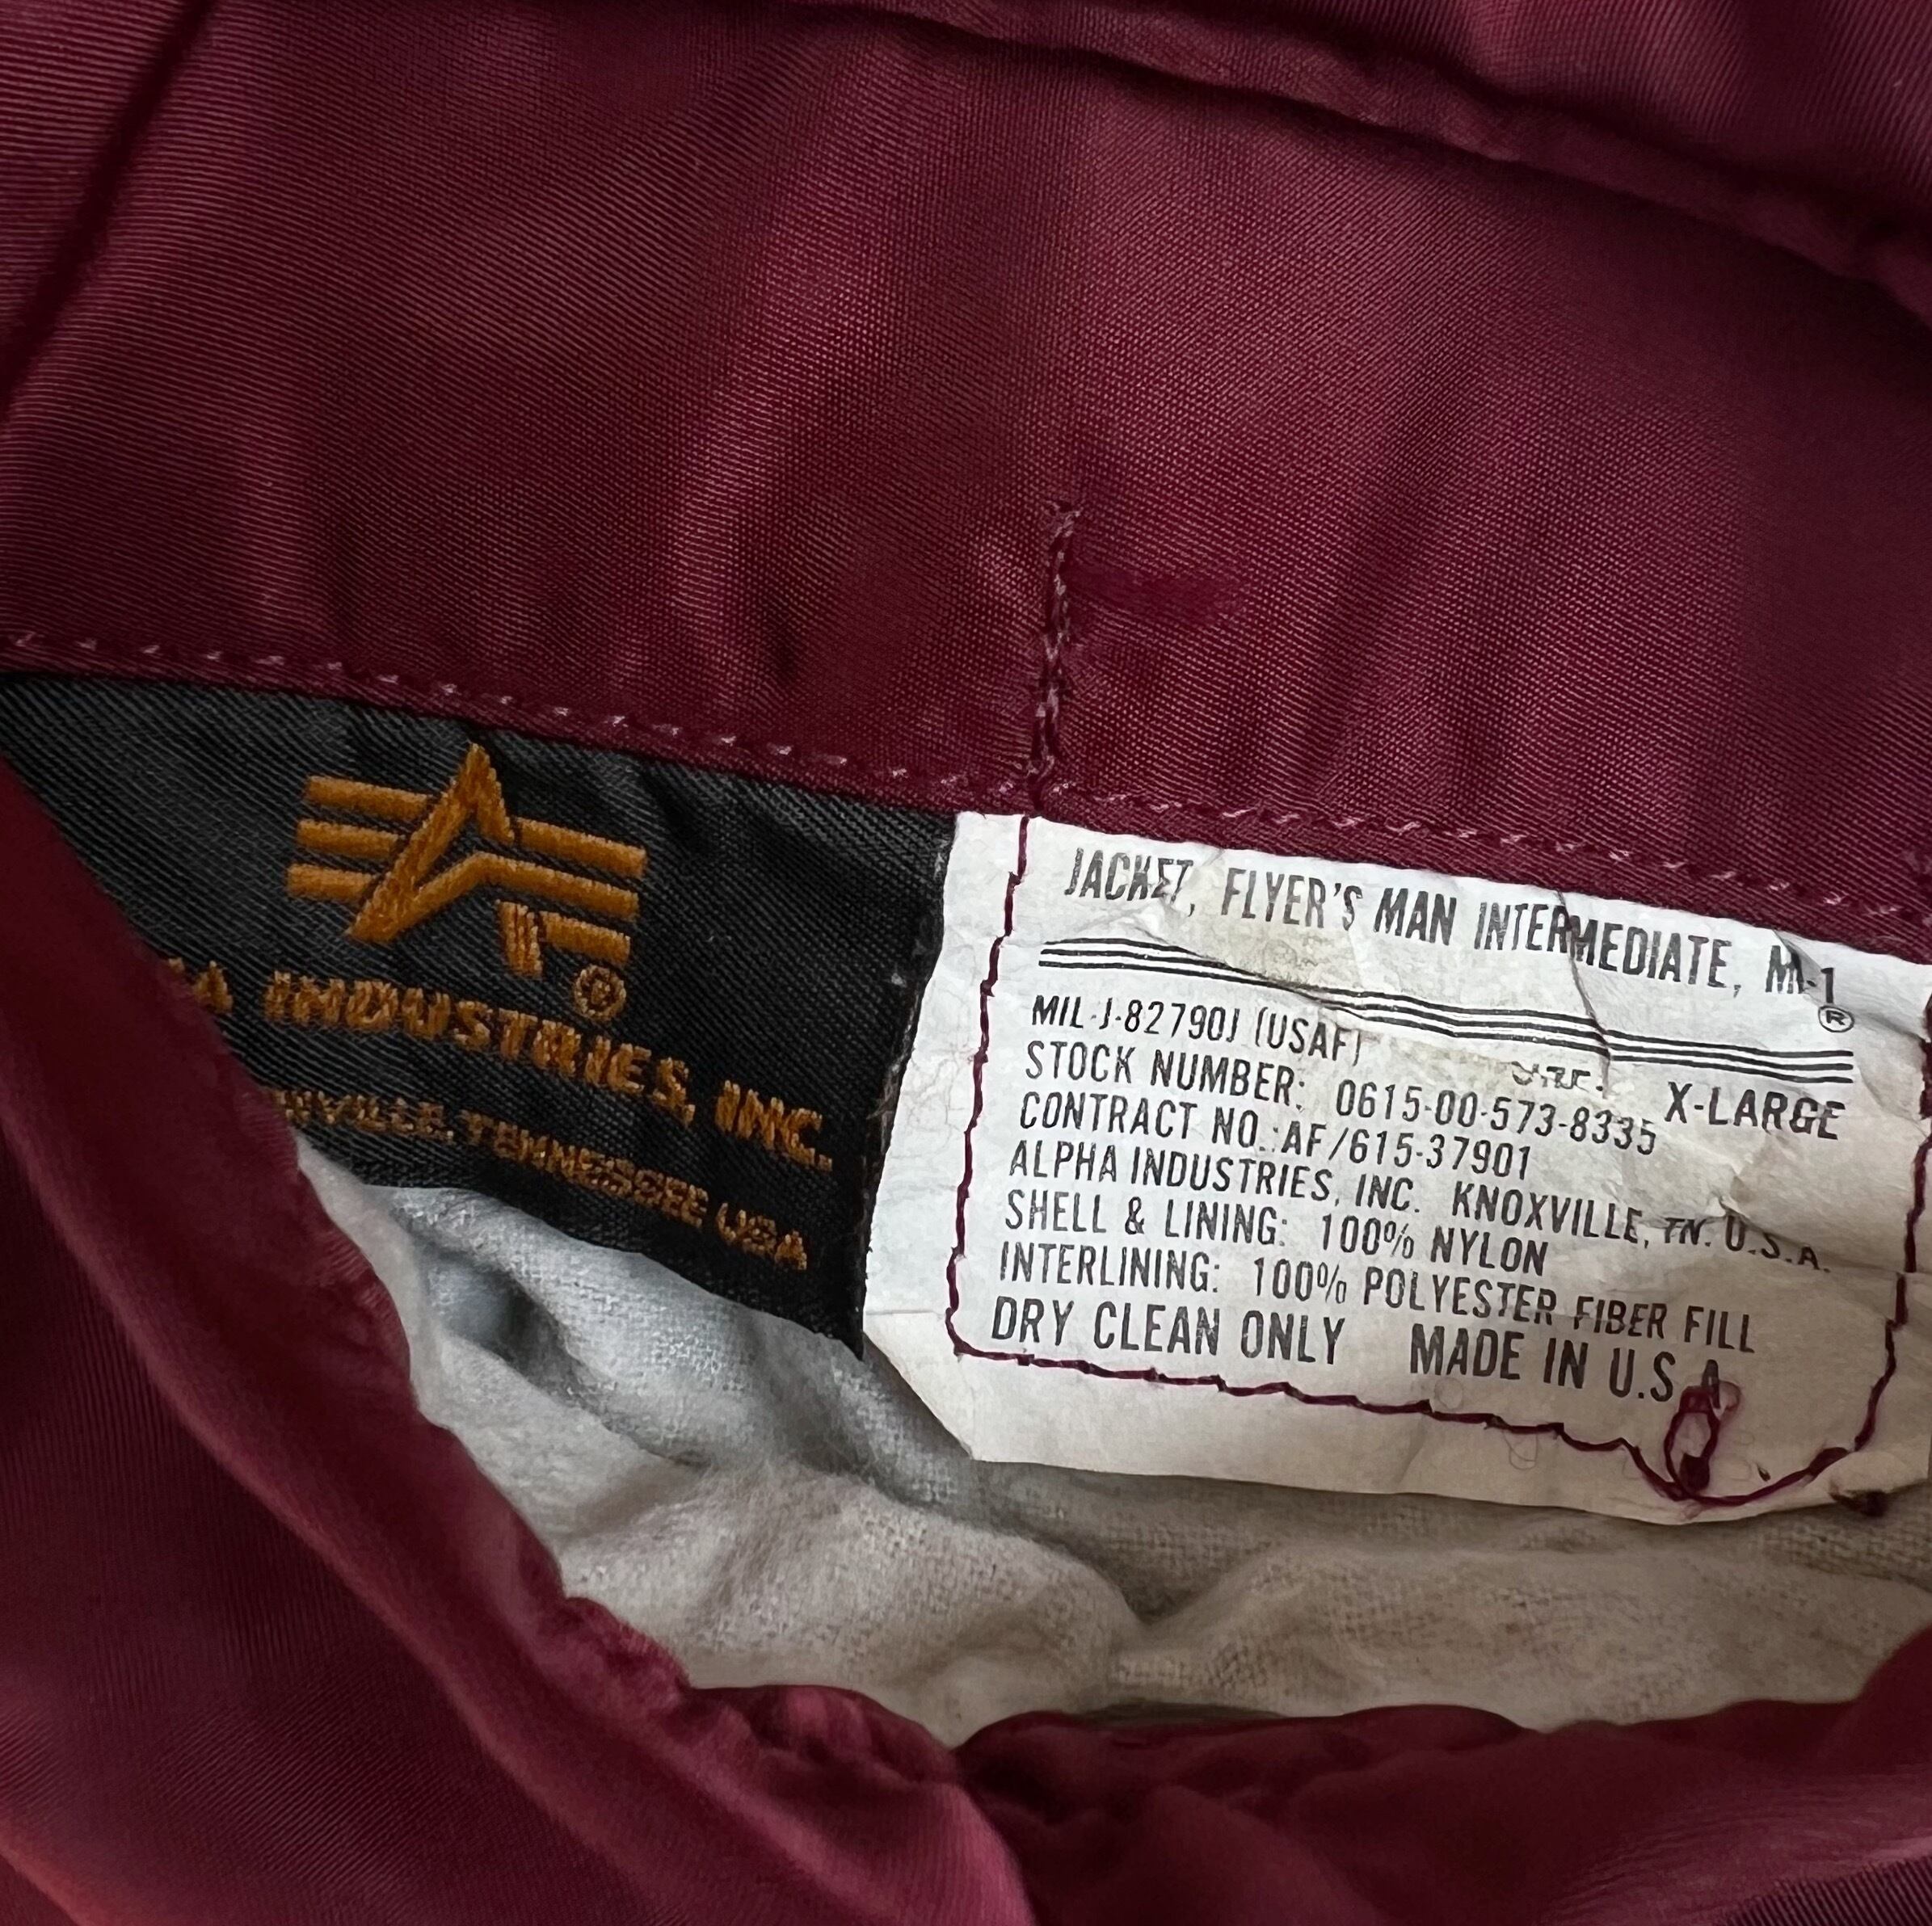 ®
A INDUSTRIES, INC.
VILLE, TENNESSEE USA
JACKET, FLYER'S MAN INTERMEDIATE, M-1
®
MIL-J-82790J (USAF)
X-LARGE
STOCK NUMBER: 0615-00-573-8335
CONTRACT NO.:AF/615-37901
ALPHA INDUSTRIES, INC. KNOXVILLE, TN. U.S.A.
SHELL & LINING: 100% NYLON
INTERLINING: 100% POLYESTER FIBER FILL
DRY CLEAN ONLY MADE IN U.S.A